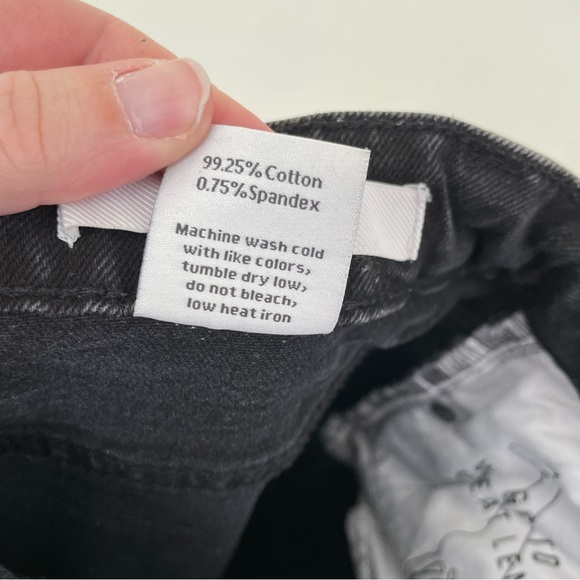 99.25% Cotton
0.75% Spandex
Machine wash cold
with like colors,
tumble dry low,
do not bleach,
low heat iron